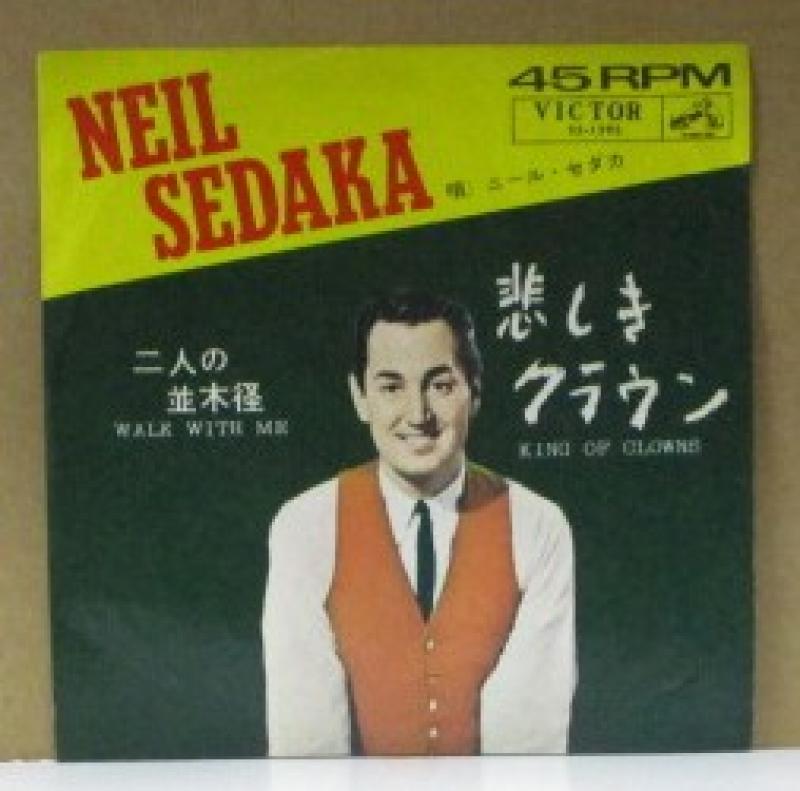 NEIL
SEDAKA
45 RPM
VICTOR
唄) ニール・セダカ
悲しき
クラウン
KING OF CLOWNS
二人の
並木径
WALK WITH ME